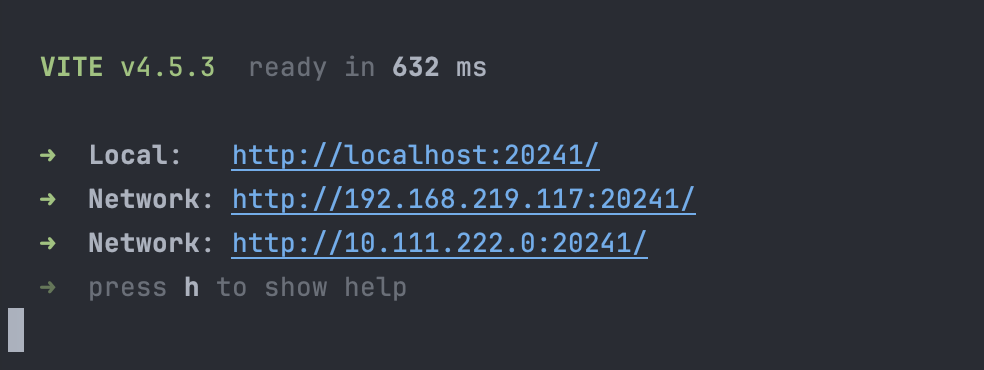 VITE v4.5.3  ready in 632 ms
➜  Local:   http://localhost:20241/
➜  Network: http://192.168.219.117:20241/
➜  Network: http://10.111.222.0:20241/
➜  press h to show help